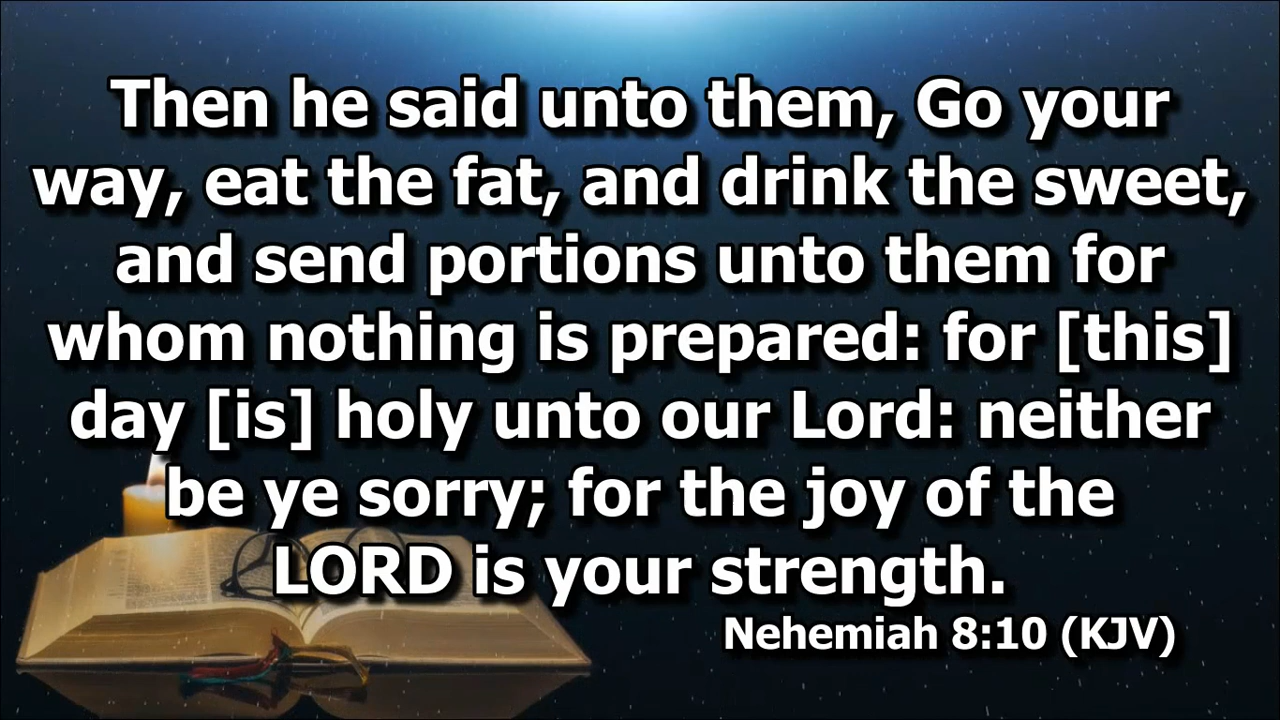 Then he said unto them, Go your
way, eat the fat, and drink the sweet,
and send portions unto them for
whom nothing is prepared: for [this]
day [is] holy unto our Lord: neither
be ye sorry; for the joy of the
LORD is your strength.
Nehemiah 8:10 (KJV)